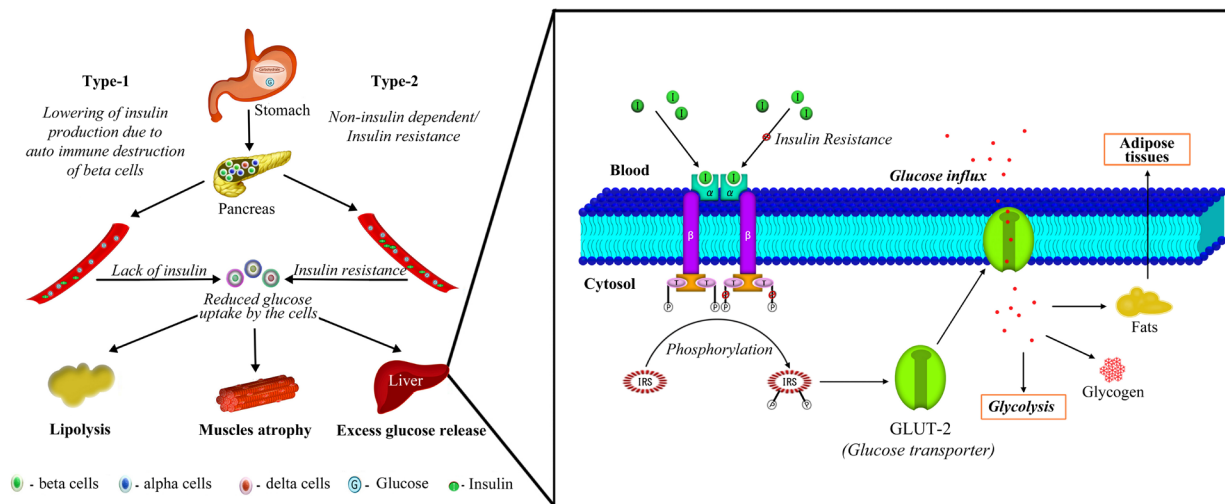 Type-1
Lowering of insulin
production due to
auto immune destruction
of beta cells
Carbohydrate
G
Stomach
Type-2
Non-insulin dependent/
Insulin resistance
Pancreas
Lack of insulin
Insulin resistance
Reduced glucose
uptake by the cells
Liver
Lipolysis
Muscles atrophy
Excess glucose release
- beta cells
- alpha cells
- delta cells
G - Glucose
I - Insulin
I
I
I
I
I
I
I
I
Insulin Resistance
Blood
I
I
α
α
Glucose influx
Adipose
tissues
β
β
Cytosol
T
T
T
T
P
P
P
P
Phosphorylation
IRS
IRS
P
P
GLUT-2
(Glucose transporter)
Fats
Glycogen
Glycolysis